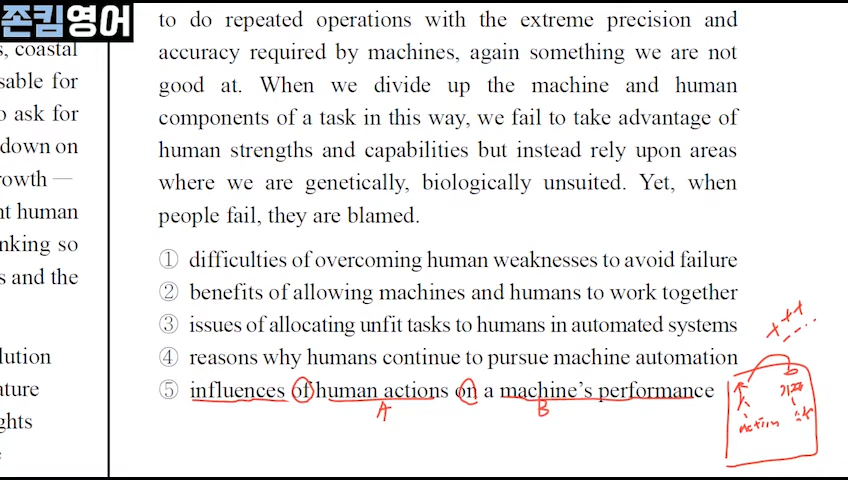 존킴영어
s, coastal
sable for
o ask for
down on
rowth —
nt human
nking so
s and the
lution
ature
ghts
to do repeated operations with the extreme precision and
accuracy required by machines, again something we are not
good at. When we divide up the machine and human
components of a task in this way, we fail to take advantage of
human strengths and capabilities but instead rely upon areas
where we are genetically, biologically unsuited. Yet, when
people fail, they are blamed.
① difficulties of overcoming human weaknesses to avoid failure
② benefits of allowing machines and humans to work together
③ issues of allocating unfit tasks to humans in automated systems
④ reasons why humans continue to pursue machine automation
⑤ influences of human actions on a machine's performance
A B
action